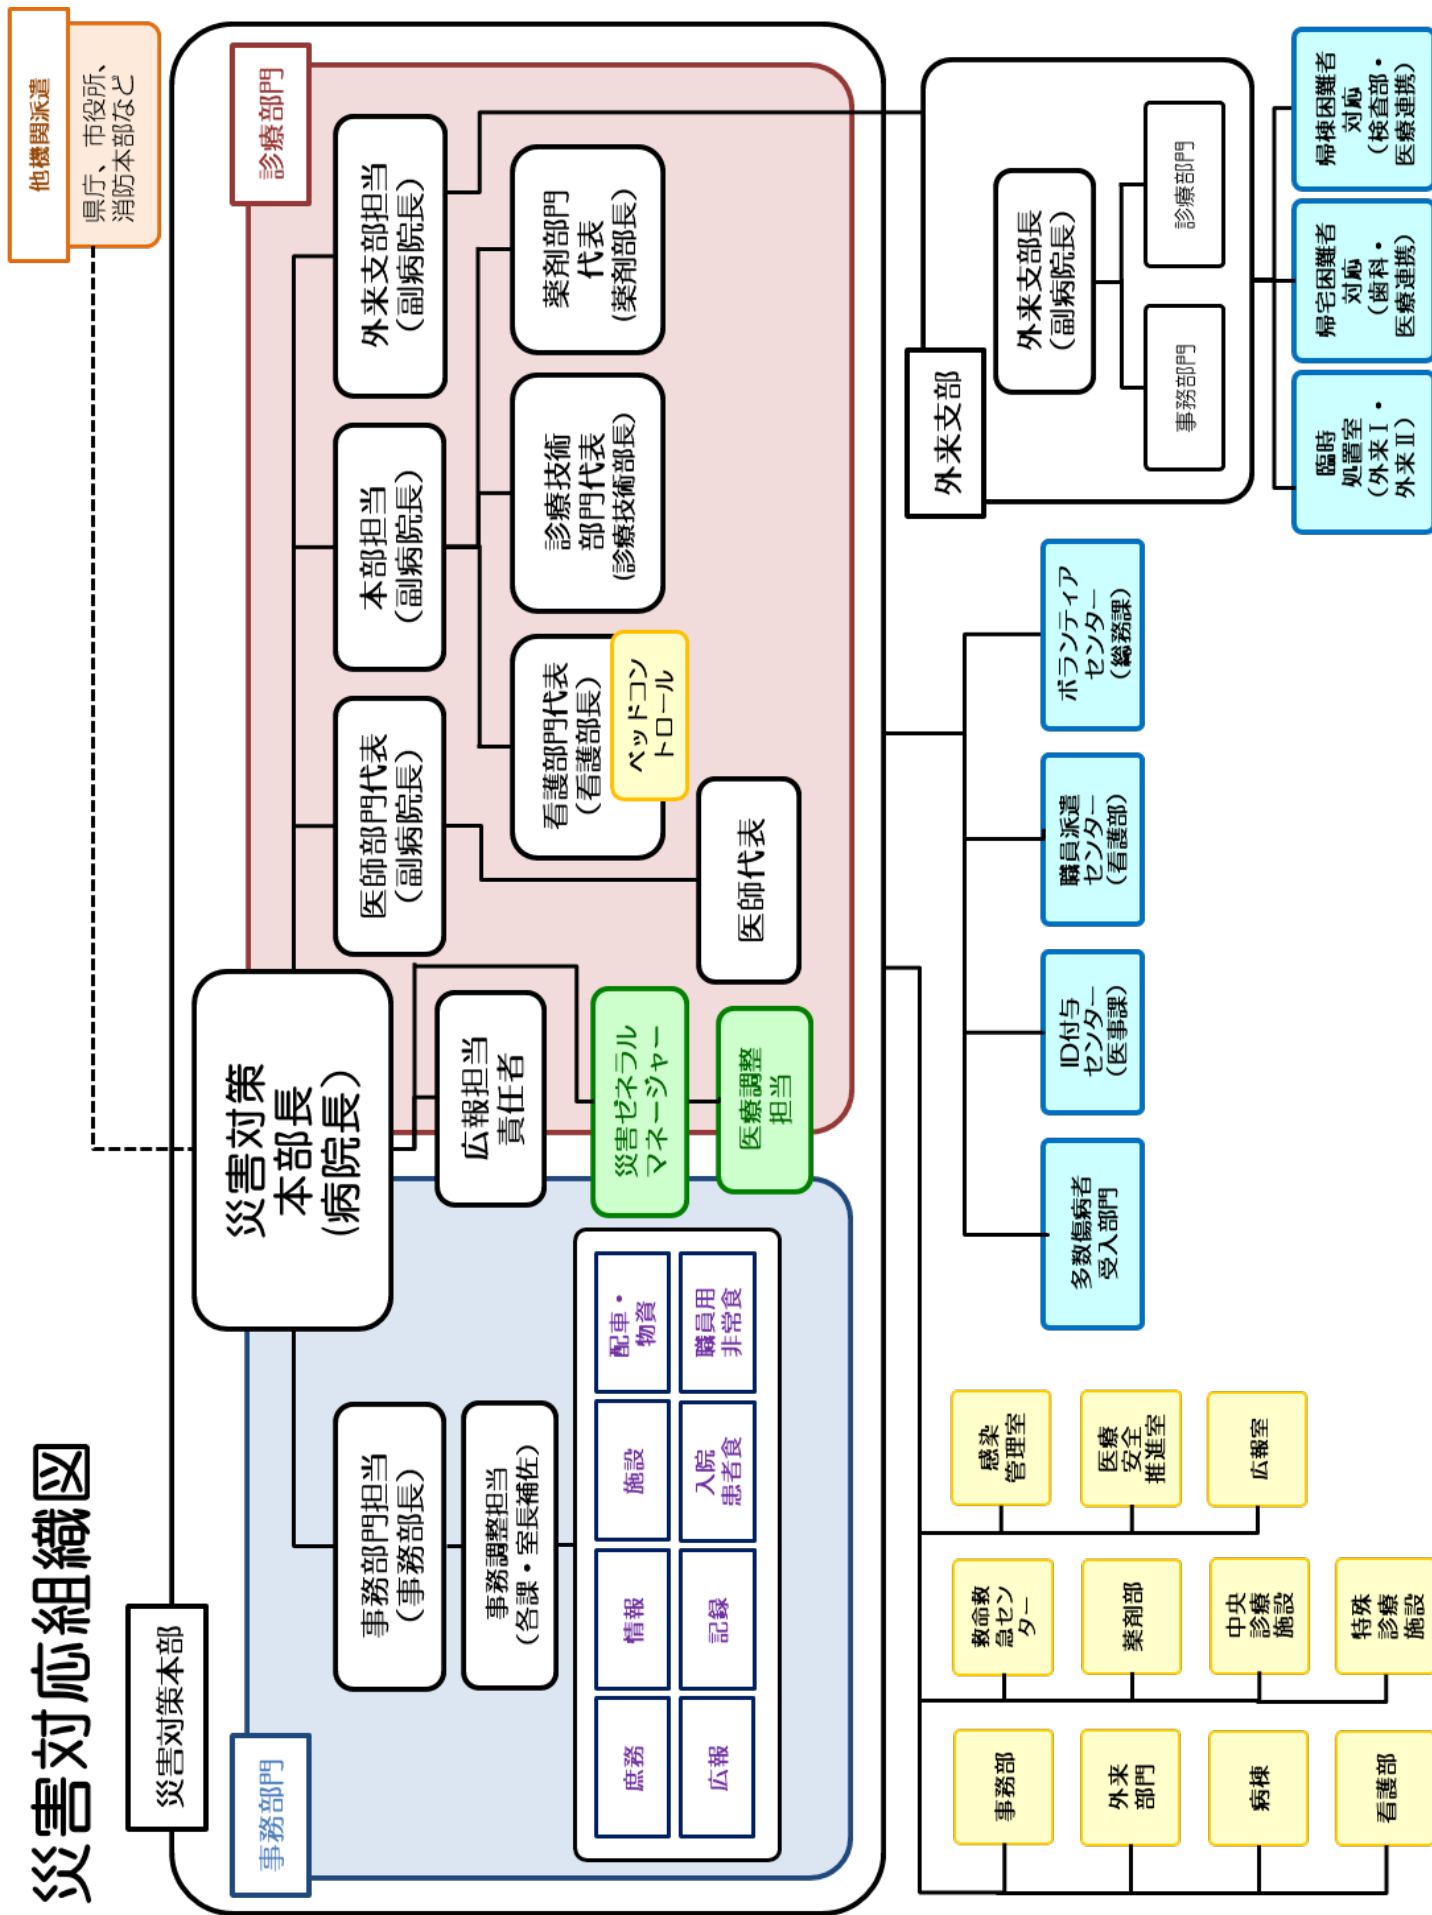 災害対応組織図
災害対策本部
他機関派遣
県庁、市役所、
消防本部など
災害対策
本部長
(病院長)
事務部門
診療部門
事務部門担当
(事務部長)
医師部門代表
(副病院長)
本部担当
(副病院長)
外来支部担当
(副病院長)
事務調整担当
(各課・室長補佐)
広報担当
責任者
看護部門代表
(看護部長)
ベッドコン
トロール
診療技術
部門代表
(診療技術部長)
薬剤部門
代表
(薬剤部長)
庶務
情報
施設
配車・
物資
広報
記録
入院
患者食
職員用
非常食
災害ゼネラル
マネージャー
医療調整
担当
医師代表
外来支部
外来支部長
(副病院長)
事務部門
診療部門
事務部
外来
部門
病棟
看護部
救命救
急セン
ター
薬剤部
中央
診療
施設
特殊
診療
施設
感染
管理室
医療
安全
推進室
広報室
多数傷病者
受入部門
ID付与
センター
(医事課)
職員派遣
センター
(看護部)
ボランティア
センター
(総務課)
臨時
処置室
(外来Ⅰ・
外来Ⅱ)
帰宅困難者
対応
(歯科・
医療連携)
帰棟困難者
対応
(検査部・
医療連携)